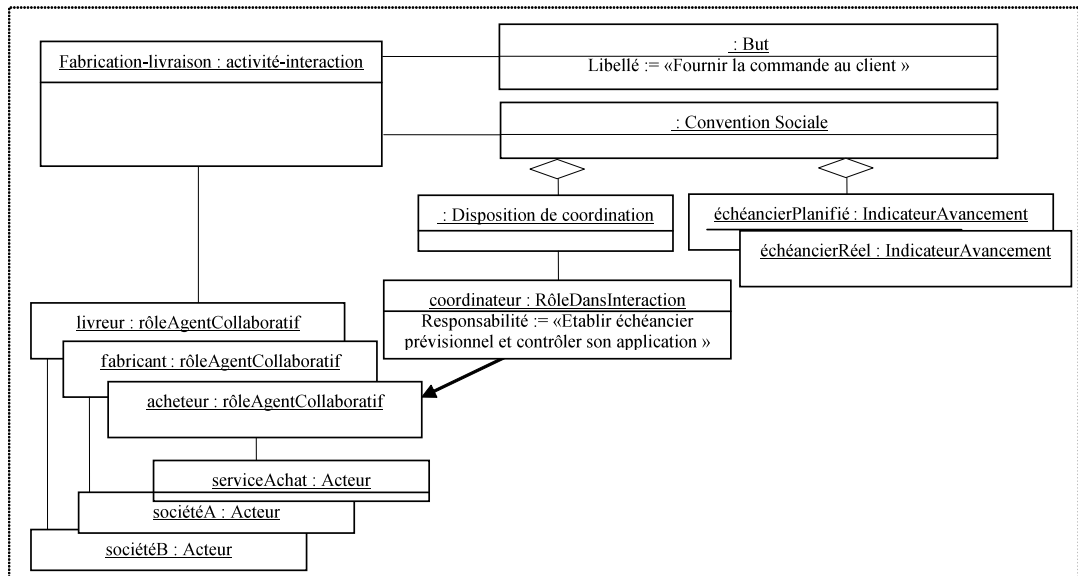 Fabrication-livraison : activité-interaction
: But
Libellé := «Fournir la commande au client »
: Convention Sociale
: Disposition de coordination
échéancierPlanifié : IndicateurAvancement
échéancierRéel : IndicateurAvancement
coordinateur : RôleDansInteraction
Responsabilité := «Etablir échéancier
prévisionnel et contrôler son application »
livreur : rôleAgentCollaboratif
fabricant : rôleAgentCollaboratif
acheteur : rôleAgentCollaboratif
serviceAchat : Acteur
sociétéA : Acteur
sociétéB : Acteur